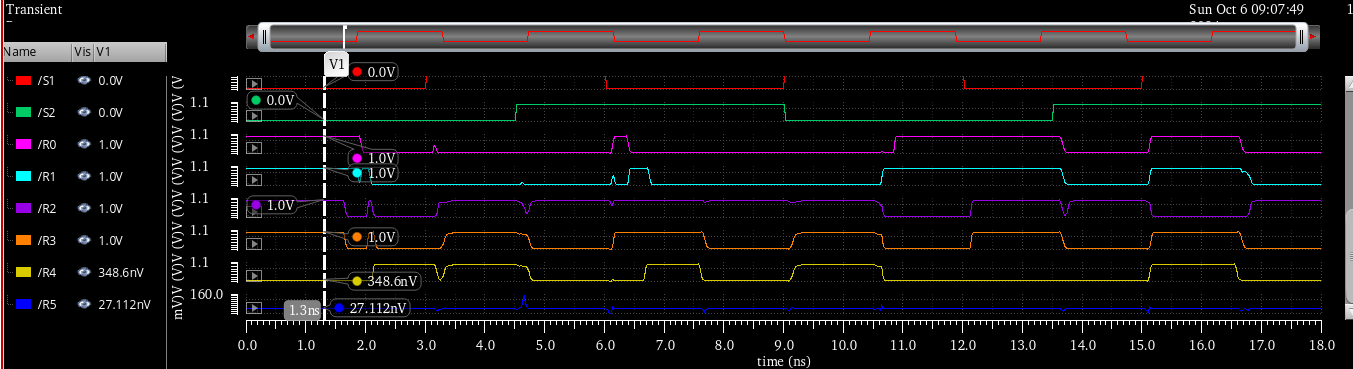 Transient
Sun Oct 6 09:07:49
1
Name Vis V1
/S1 0.0V
/S2 0.0V
/R0 1.0V
/R1 1.0V
/R2 1.0V
/R3 1.0V
/R4 348.6nV
/R5 27.112nV
V1
0.0V
1.1
0.0V
1.1
1.0V
1.1
1.0V
1.1
1.0V
1.1
1.0V
1.1
348.6nV
160.0
27.112nV
1.3ns
0.0 1.0 2.0 3.0 4.0 5.0 6.0 7.0 8.0 9.0 10.0 11.0 12.0 13.0 14.0 15.0 16.0 17.0 18.0
time (ns)